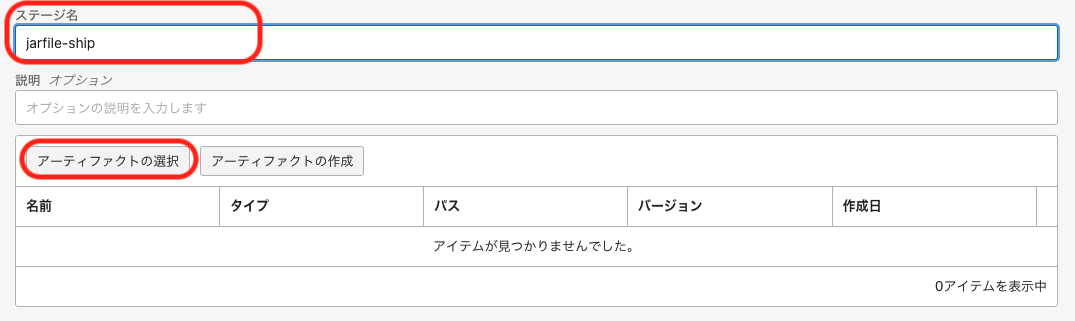 ステージ名
jarfile-ship
説明 オプション
オプションの説明を入力します
アーティファクトの選択 アーティファクトの作成
名前 タイプ パス バージョン 作成日
アイテムが見つかりませんでした。
0アイテムを表示中